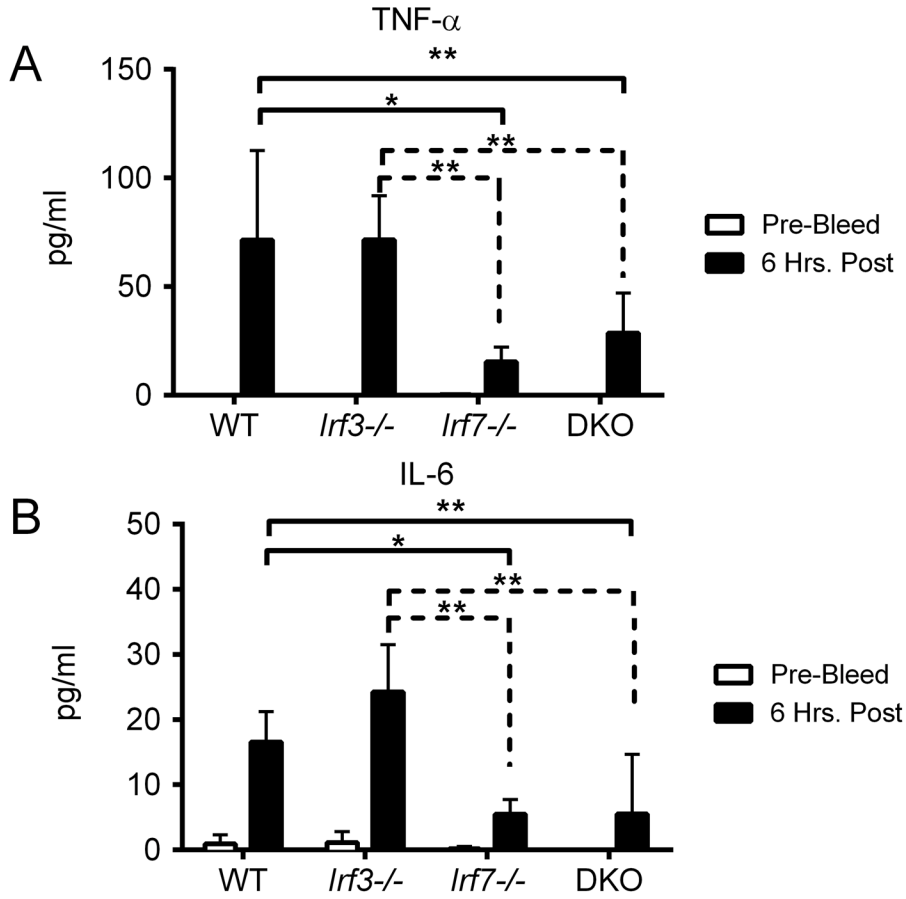 A
TNF-α
**
150
*
**
100
**
pg/ml
Pre-Bleed
6 Hrs. Post
50
0
WT Irf3-/- Irf7-/- DKO
B
IL-6
**
50
*
**
40
**
30
pg/ml
Pre-Bleed
6 Hrs. Post
20
10
0
WT Irf3-/- Irf7-/- DKO